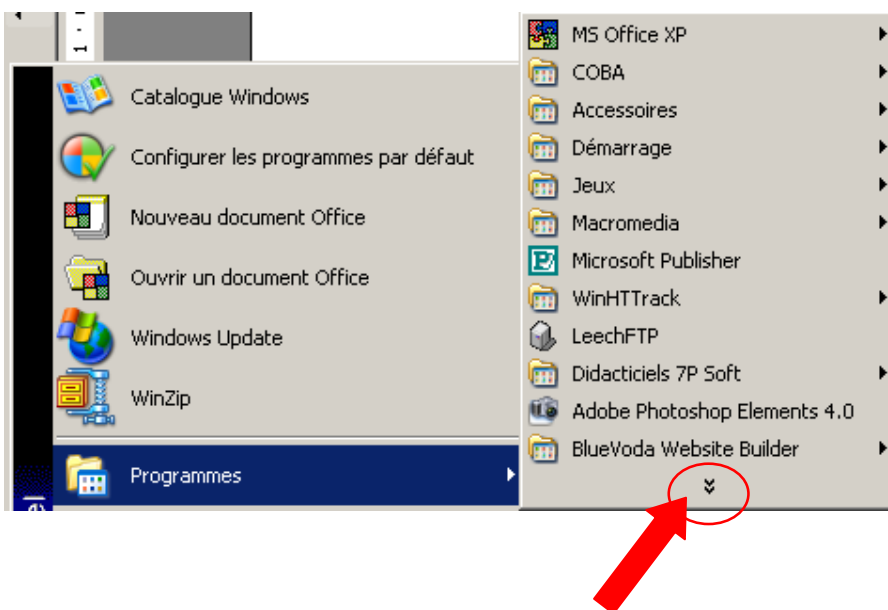 Catalogue Windows
Configurer les programmes par défaut
Nouveau document Office
Ouvrir un document Office
Windows Update
WinZip
Programmes
MS Office XP
COBA
Accessoires
Démarrage
Jeux
Macromedia
Microsoft Publisher
WinHTTrack
LeechFTP
Didacticiels 7P Soft
Adobe Photoshop Elements 4.0
BlueVoda Website Builder